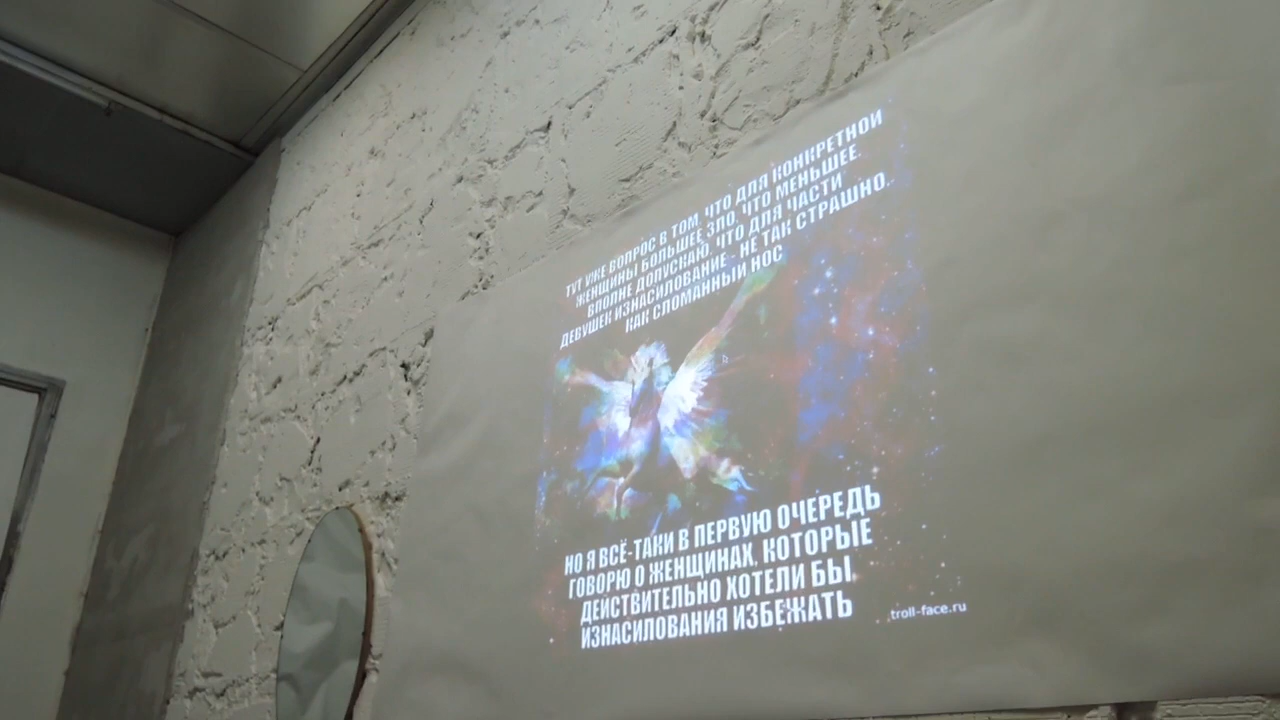 ТУТ УЖЕ ВОПРОС В ТОМ, ЧТО ДЛЯ КОНКРЕТНОЙ
ЖЕНЩИНЫ БОЛЬШЕЕ ЗЛО, ЧТО МЕНЬШЕЕ.
ВПОЛНЕ ДОПУСКАЮ, ЧТО ДЛЯ ЧАСТИ
ДЕВУШЕК ИЗНАСИЛОВАНИЕ - НЕ ТАК СТРАШНО,
КАК СЛОМАННЫЙ НОС
НО Я ВСЁ-ТАКИ В ПЕРВУЮ ОЧЕРЕДЬ
ГОВОРЮ О ЖЕНЩИНАХ, КОТОРЫЕ
ДЕЙСТВИТЕЛЬНО ХОТЕЛИ БЫ
ИЗНАСИЛОВАНИЯ ИЗБЕЖАТЬ
troll-face.ru